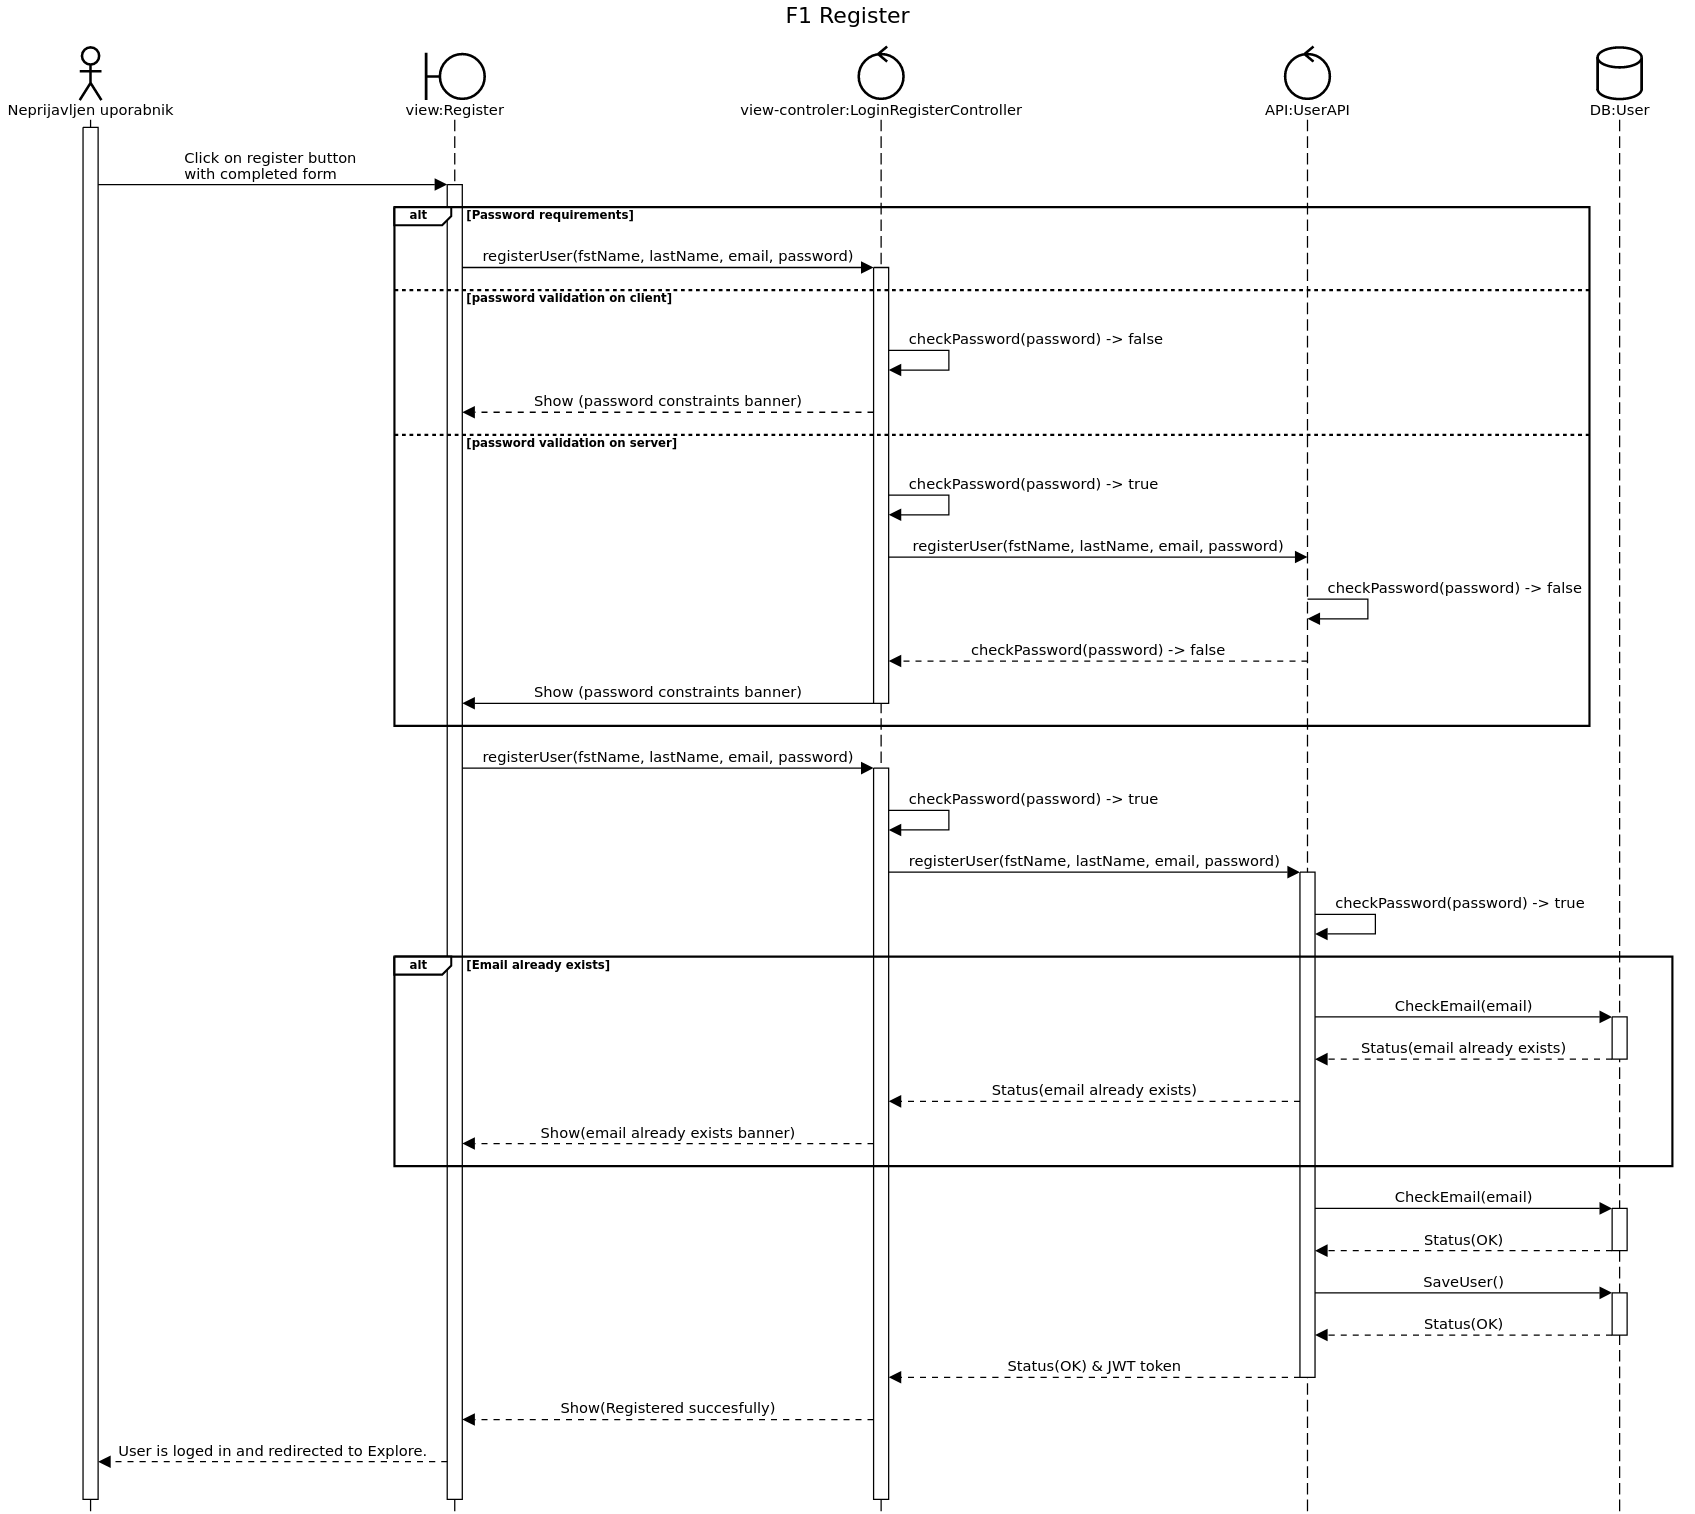 F1 Register
Neprijavljen uporabnik
view:Register
view-controler:LoginRegisterController
API:UserAPI
DB:User
Click on register button
with completed form
alt
[Password requirements]
registerUser(fstName, lastName, email, password)
[password validation on client]
checkPassword(password) -> false
Show (password constraints banner)
[password validation on server]
checkPassword(password) -> true
registerUser(fstName, lastName, email, password)
checkPassword(password) -> false
checkPassword(password) -> false
Show (password constraints banner)
registerUser(fstName, lastName, email, password)
checkPassword(password) -> true
registerUser(fstName, lastName, email, password)
checkPassword(password) -> true
alt
[Email already exists]
CheckEmail(email)
Status(email already exists)
Status(email already exists)
Show(email already exists banner)
CheckEmail(email)
Status(OK)
SaveUser()
Status(OK)
Status(OK) & JWT token
Show(Registered succesfully)
User is loged in and redirected to Explore.